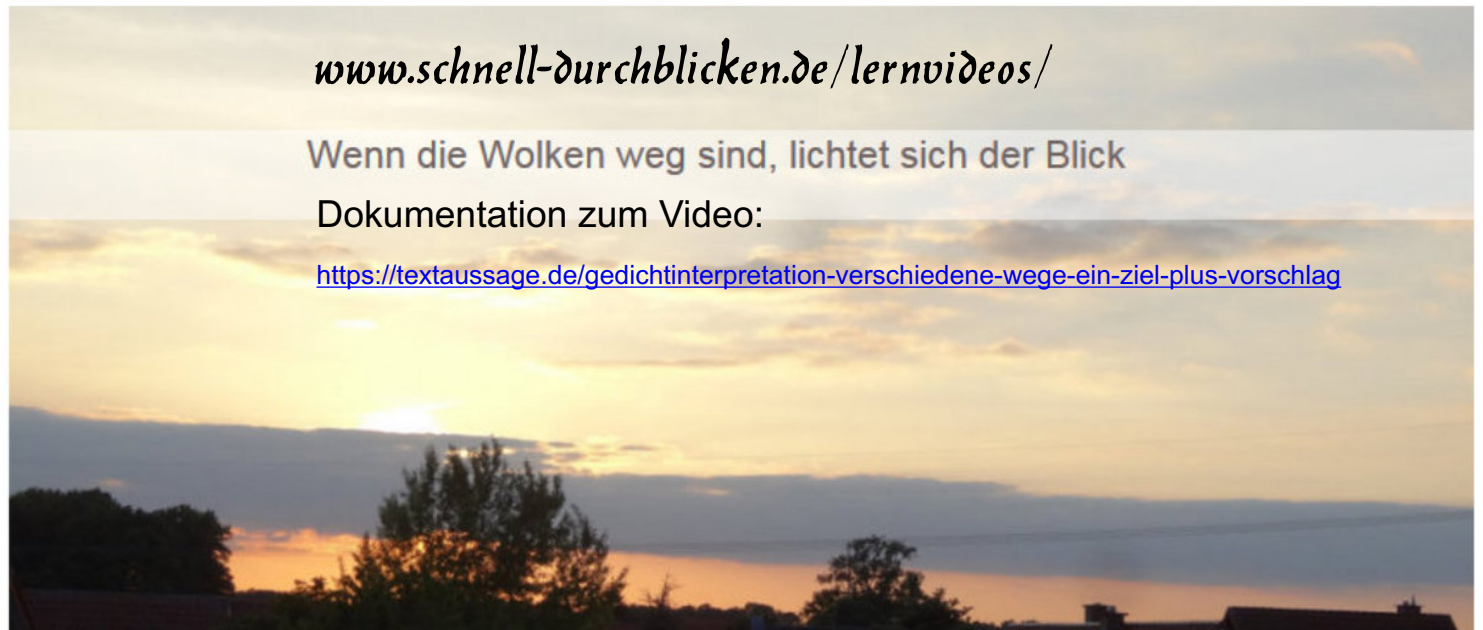 www.schnell-durchblicken.de/lernvideos/
Wenn die Wolken weg sind, lichtet sich der Blick
Dokumentation zum Video:
https://textaussage.de/gedichtinterpretation-verschiedene-wege-ein-ziel-plus-vorschlag